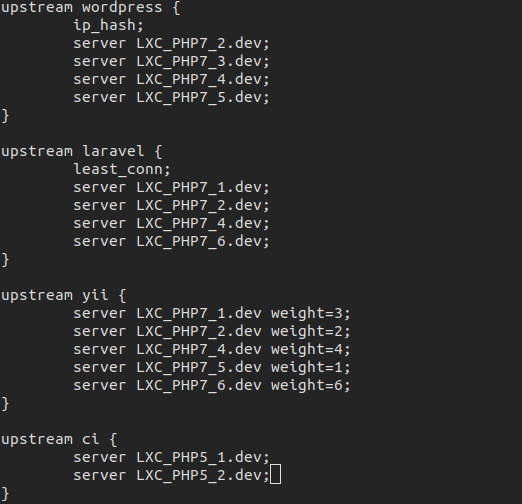 upstream wordpress {
        ip_hash;
        server LXC_PHP7_2.dev;
        server LXC_PHP7_3.dev;
        server LXC_PHP7_4.dev;
        server LXC_PHP7_5.dev;
}
upstream laravel {
        least_conn;
        server LXC_PHP7_1.dev;
        server LXC_PHP7_2.dev;
        server LXC_PHP7_4.dev;
        server LXC_PHP7_6.dev;
}
upstream yii {
        server LXC_PHP7_1.dev weight=3;
        server LXC_PHP7_2.dev weight=2;
        server LXC_PHP7_4.dev weight=4;
        server LXC_PHP7_5.dev weight=1;
        server LXC_PHP7_6.dev weight=6;
}
upstream ci {
        server LXC_PHP5_1.dev;
        server LXC_PHP5_2.dev;
}